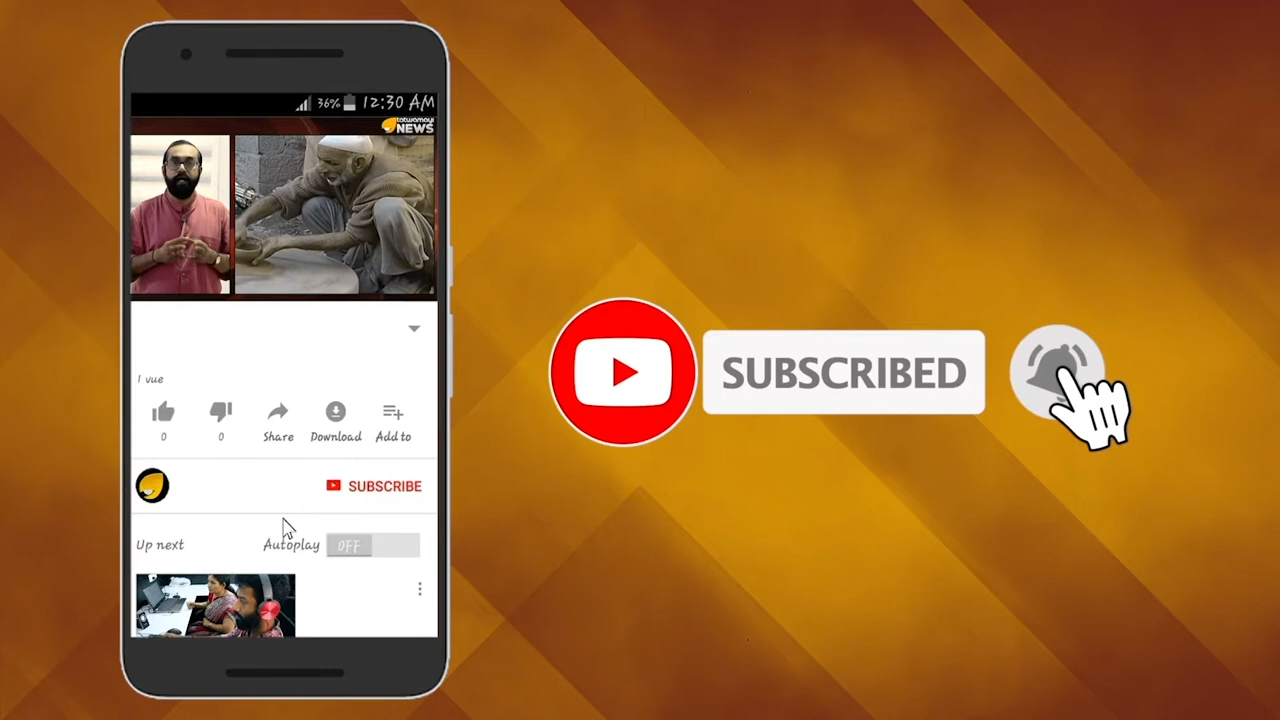 36% 12:30 AM
tatwamayi
NEWS
1 vue
0
0
Share
Download
Add to
SUBSCRIBE
Up next
Autoplay
OFF
SUBSCRIBED